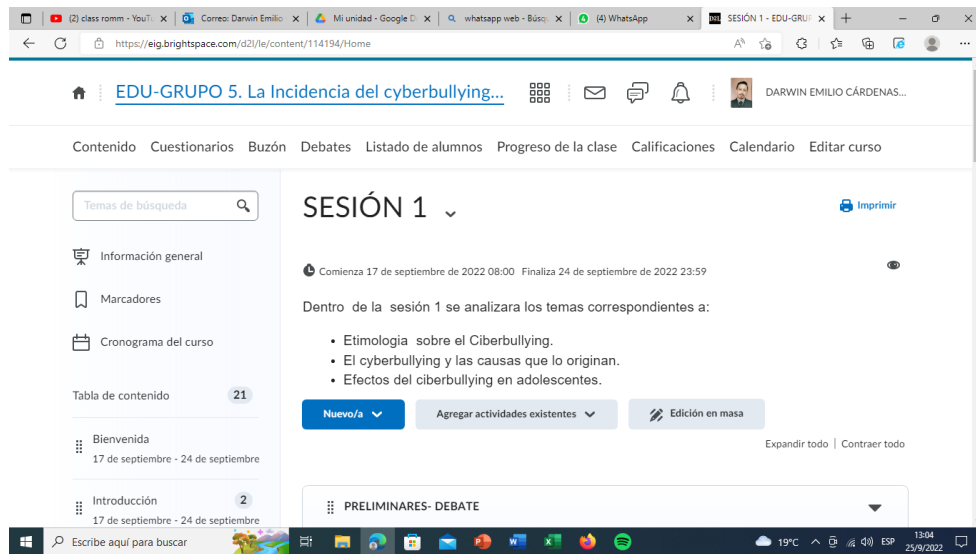 (2) class romm - YouTu
Correo: Darwin Emilio
Mi unidad - Google D
whatsapp web - Búsq
(4) WhatsApp
SESIÓN 1 - EDU-GRUP
https://eig.brightspace.com/d2l/le/content/114194/Home
EDU-GRUPO 5. La Incidencia del cyberbullying...
DARWIN EMILIO CÁRDENAS...
Contenido Cuestionarios Buzón Debates Listado de alumnos Progreso de la clase Calificaciones Calendario Editar curso
Temas de búsqueda
Información general
Marcadores
Cronograma del curso
Tabla de contenido 21
Bienvenida
17 de septiembre - 24 de septiembre
Introducción 2
17 de septiembre - 24 de septiembre
SESIÓN 1
Imprimir
Comienza 17 de septiembre de 2022 08:00 Finaliza 24 de septiembre de 2022 23:59
Dentro de la sesión 1 se analizara los temas correspondientes a:
• Etimologia sobre el Ciberbullying.
• El cyberbullying y las causas que lo originan.
• Efectos del ciberbullying en adolescentes.
Nuevo/a
Agregar actividades existentes
Edición en masa
Expandir todo | Contraer todo
PRELIMINARES- DEBATE
Escribe aquí para buscar
19°C
ESP
13:04
25/9/2022